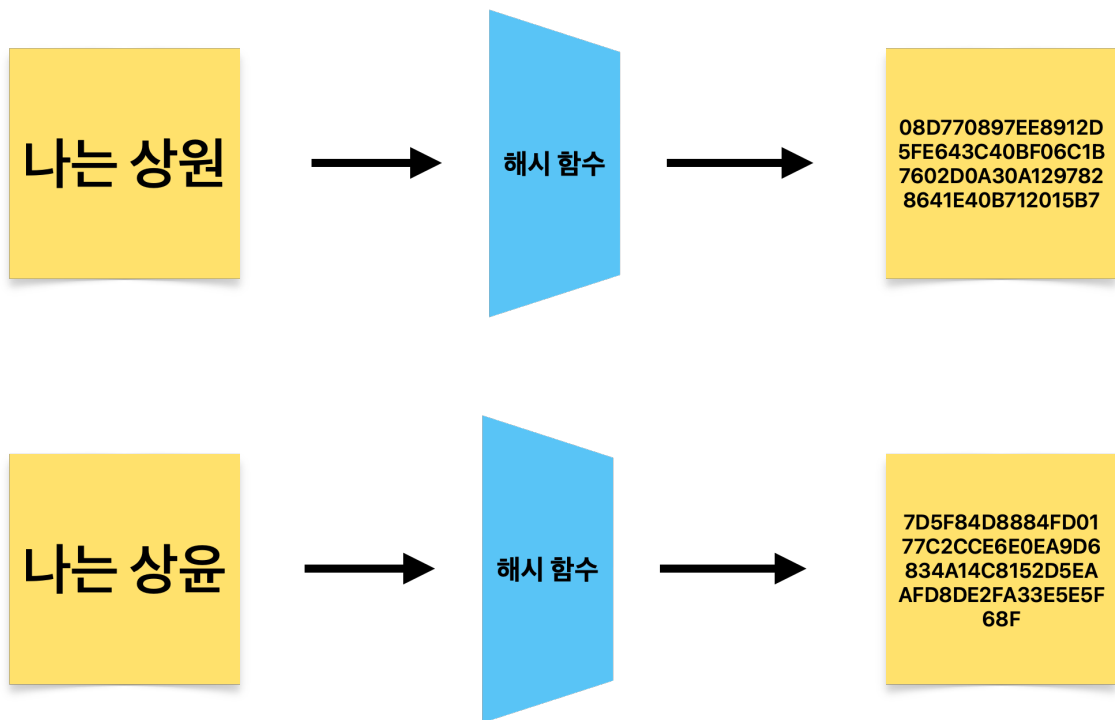 나는 상원
해시 함수
08D770897EE8912D
5FE643C40BF06C1B
7602D0A30A129782
8641E40B712015B7
나는 상윤
해시 함수
7D5F84D8884FD01
77C2CCE6E0EA9D6
834A14C8152D5EA
AFD8DE2FA33E5E5F
68F